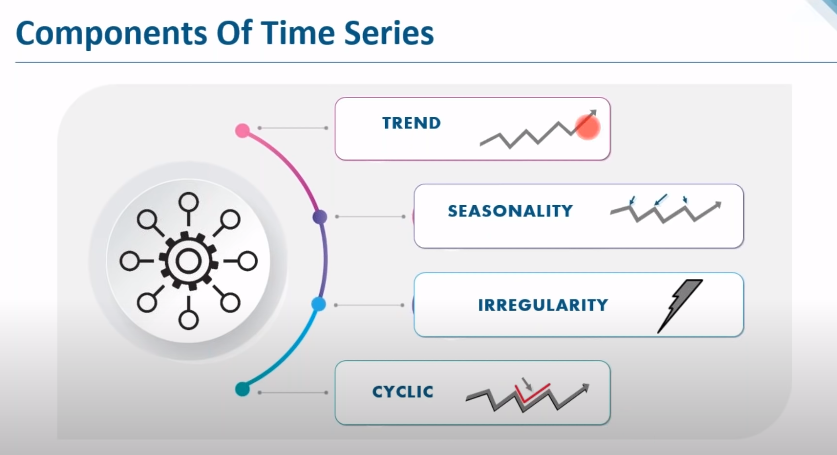 Components Of Time Series
TREND
SEASONALITY
IRREGULARITY
CYCLIC